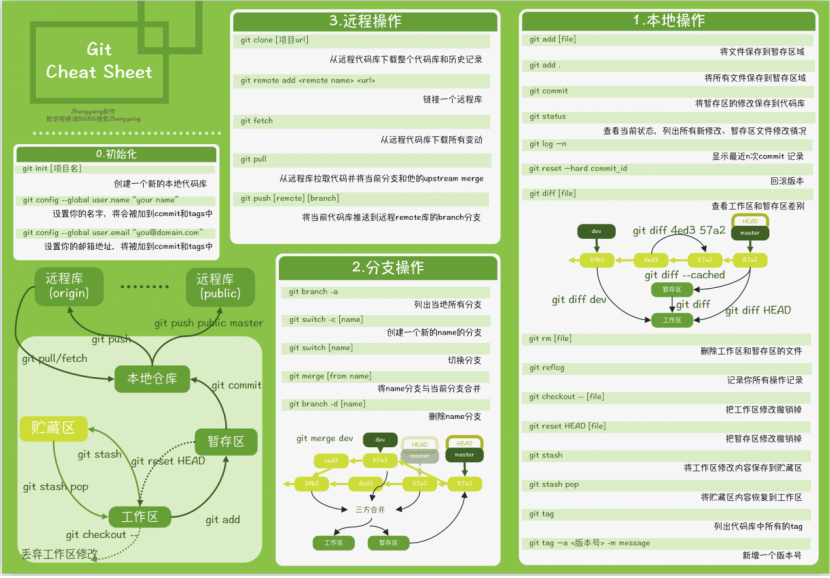 Git
Cheat Sheet
Zhengyaing制作
教学视频请BiliBili搜索Zhengyaing
0.初始化
git init [项目名]
创建一个新的本地代码库
git config --global user.name "your name"
设置你的名字，将会被加到commit和tags中
git config --global user.email "you@domain.com"
设置你的邮箱地址，将被加到commit和tags中
远程库
(origin)
远程库
(public)
git push public master
git push
git pull/fetch
本地仓库
git commit
贮藏区
暂存区
git stash
git reset HEAD
git stash pop
工作区
git add
git checkout --
丢弃工作区修改
3.远程操作
git clone [项目url]
从远程代码库下载整个代码库和历史记录
git remote add <remote name> <url>
链接一个远程库
git fetch
从远程代码库下载所有变动
git pull
从远程库拉取代码并将当前分支和他的upstream merge
git push [remote] [branch]
将当前代码库推送到远程remote库的branch分支
2.分支操作
git branch -a
列出当地所有分支
git switch -c [name]
创建一个新的name的分支
git switch [name]
切换分支
git merge [from name]
将name分支与当前分支合并
git branch -d [name]
删除name分支
git merge dev
dev
HEAD
HEAD
master
master
aed3
b7a3
39b2
4ed3
57a2
87a2
三方合并
工作区
暂存区
1.本地操作
git add [file]
将文件保存到暂存区域
git add .
将所有文件保存到暂存区域
git commit
将暂存区的修改保存到代码库
git status
查看当前状态，列出所有新修改、暂存区文件修改情况
git log -n
显示最近n次commit 记录
git reset --hard commit_id
回滚版本
git diff [file]
查看工作区和暂存区差别
HEAD
dev
git diff 4ed3 57a2
master
39b2
4ed3
57a2
87a2
git diff --cached
暂存区
git diff dev
git diff
git diff HEAD
工作区
git rm [file]
删除工作区和暂存区的文件
git reflog
记录你所有操作记录
git checkout -- [file]
把工作区修改撤销掉
git reset HEAD [file]
把暂存区修改撤销掉
git stash
将工作区修改内容保存到贮藏区
git stash pop
将贮藏区内容恢复到工作区
git tag
列出代码库中所有的tag
git tag -a <版本号> -m message
新增一个版本号